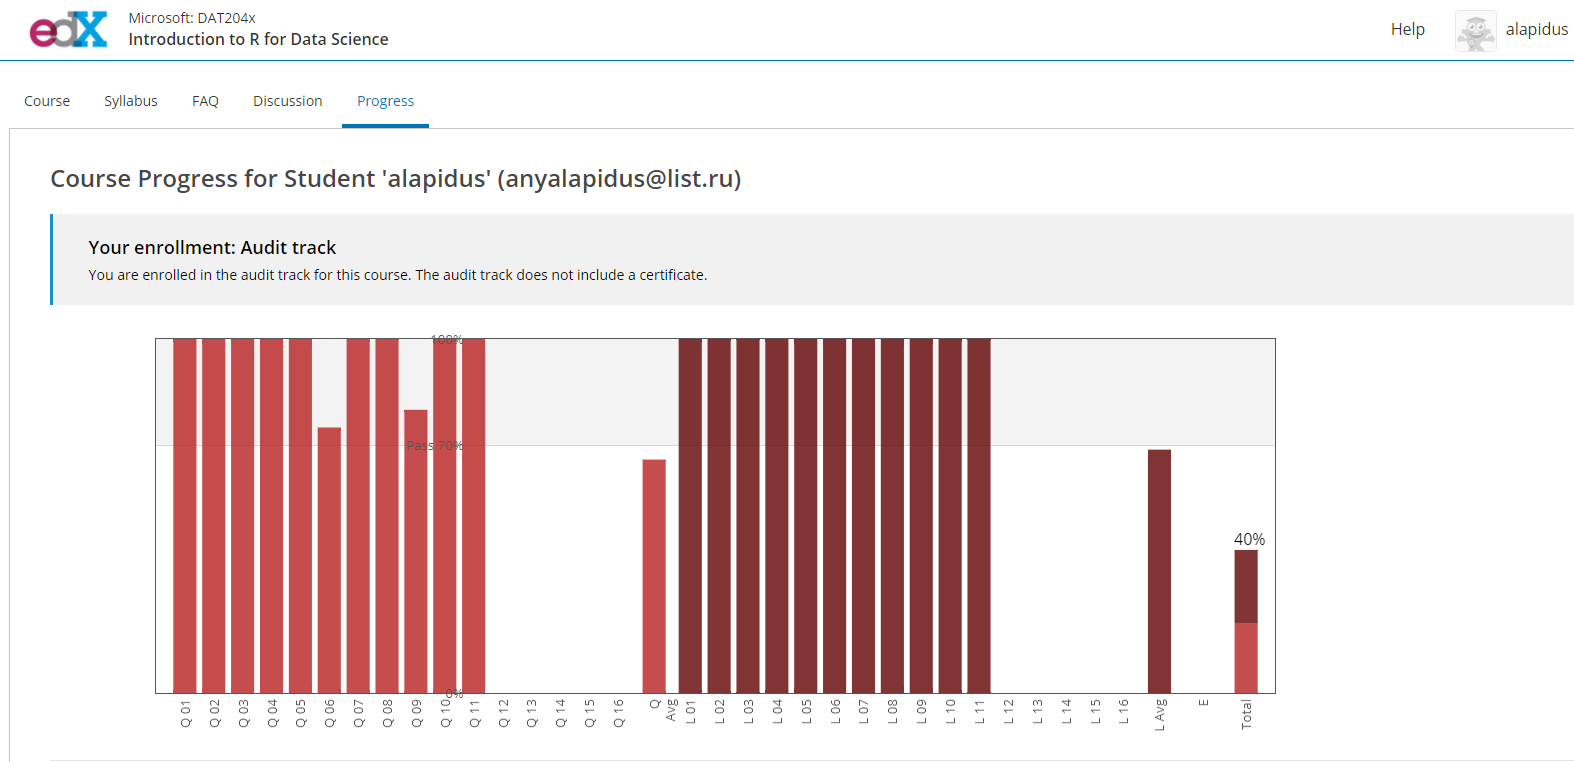 edX
Microsoft: DAT204x
Introduction to R for Data Science
Help
alapidus
Course Syllabus FAQ Discussion Progress
Course Progress for Student 'alapidus' (anyalapidus@list.ru)
Your enrollment: Audit track
You are enrolled in the audit track for this course. The audit track does not include a certificate.
100%
Pass 70%
0%
40%
Q 01 Q 02 Q 03 Q 04 Q 05 Q 06 Q 07 Q 08 Q 09 Q 10 Q 11 Q 12 Q 13 Q 14 Q 15 Q 16 Q Avg L 01 L 02 L 03 L 04 L 05 L 06 L 07 L 08 L 09 L 10 L 11 L 12 L 13 L 14 L 15 L 16 L Avg E Total